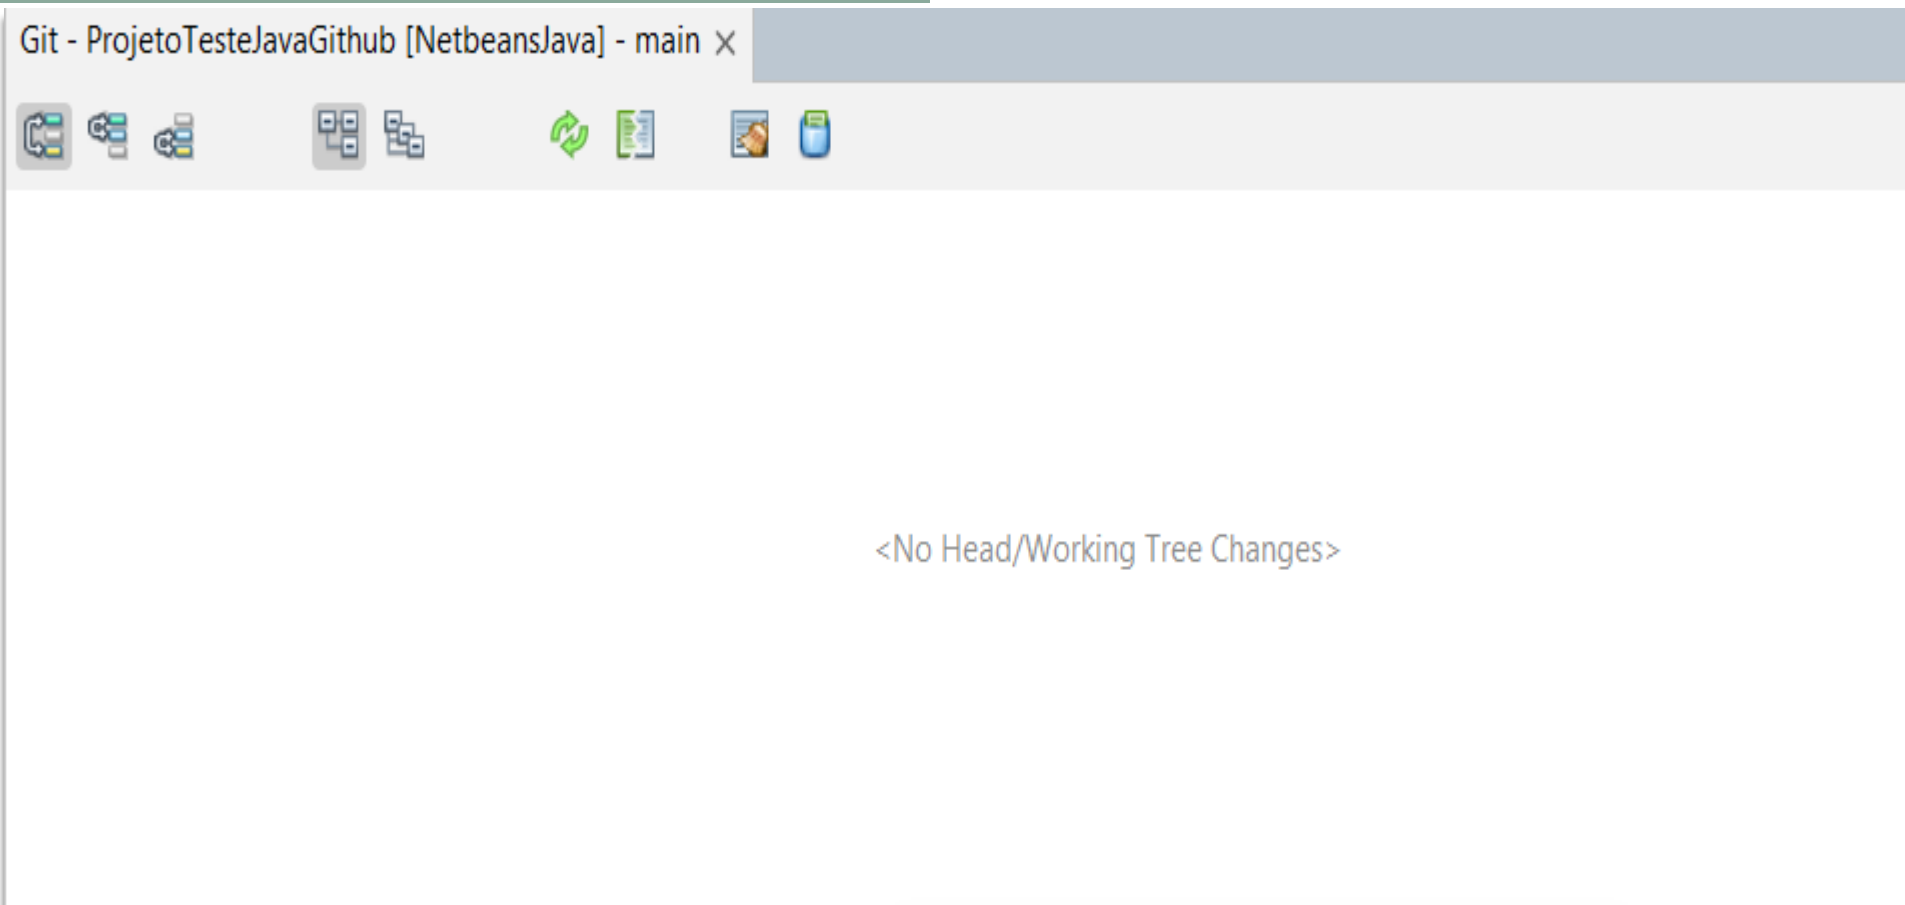 Git - ProjetoTesteJavaGithub [NetbeansJava] - main
<No Head/Working Tree Changes>